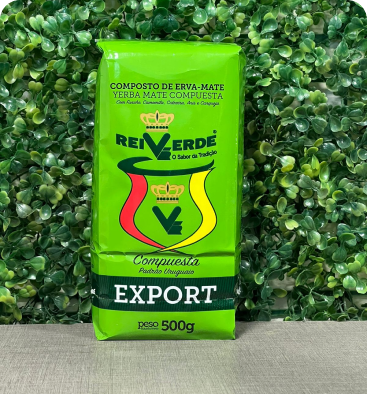 COMPOSTO DE ERVA-MATE
YERBA MATE COMPUESTA
REI VERDE®
O Sabor da Tradição
Compuesta
Padrão Uruguaio
EXPORT
peso 500g